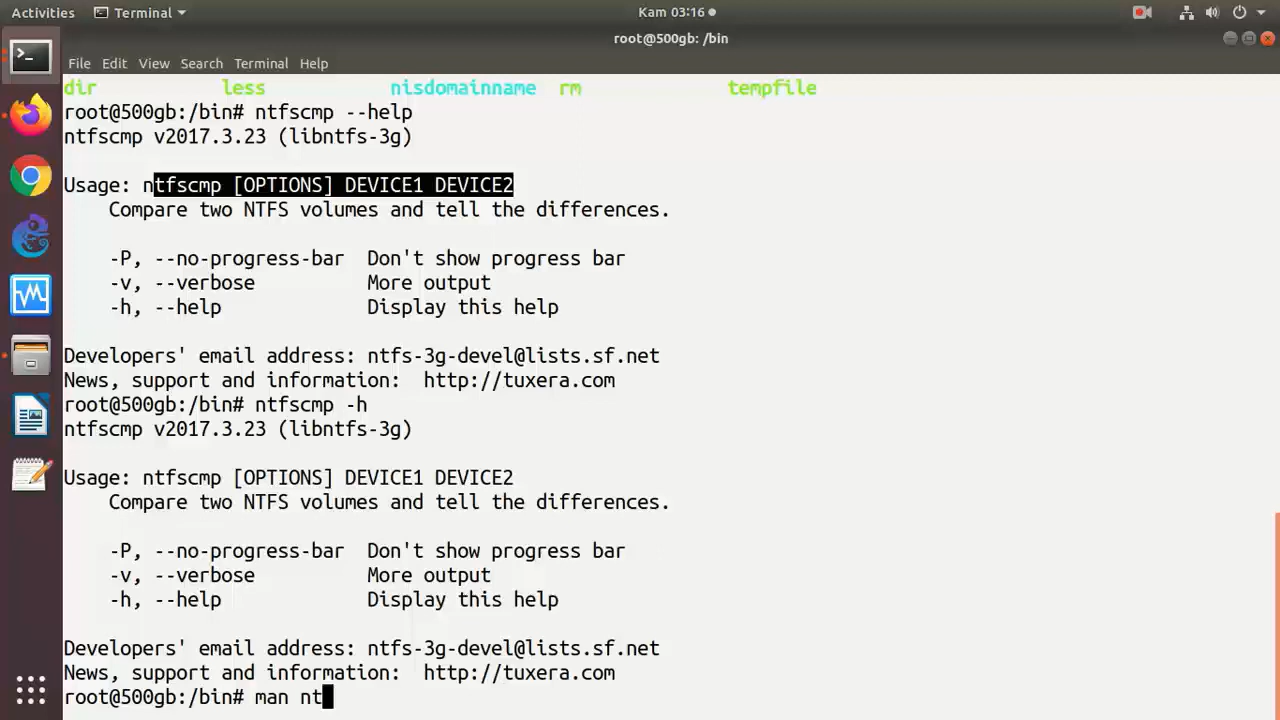 Activities Terminal Kam 03:16
root@500gb: /bin
File Edit View Search Terminal Help
dir less nisdomainname rm tempfile
root@500gb:/bin# ntfscmp --help
ntfscmp v2017.3.23 (libntfs-3g)
Usage: ntfscmp [OPTIONS] DEVICE1 DEVICE2
Compare two NTFS volumes and tell the differences.
-P, --no-progress-bar Don't show progress bar
-v, --verbose More output
-h, --help Display this help
Developers' email address: ntfs-3g-devel@lists.sf.net
News, support and information: http://tuxera.com
root@500gb:/bin# ntfscmp -h
ntfscmp v2017.3.23 (libntfs-3g)
Usage: ntfscmp [OPTIONS] DEVICE1 DEVICE2
Compare two NTFS volumes and tell the differences.
-P, --no-progress-bar Don't show progress bar
-v, --verbose More output
-h, --help Display this help
Developers' email address: ntfs-3g-devel@lists.sf.net
News, support and information: http://tuxera.com
root@500gb:/bin# man nt